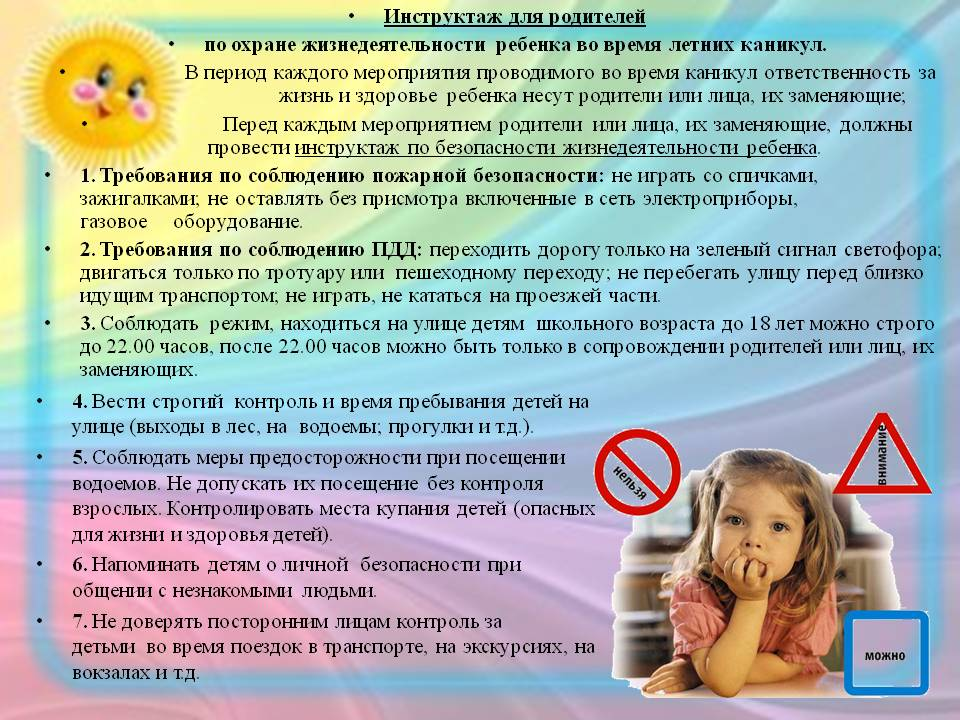 • Инструктаж для родителей
• по охране жизнедеятельности ребенка во время летних каникул.
• В период каждого мероприятия проводимого во время каникул ответственность за
жизнь и здоровье ребенка несут родители или лица, их заменяющие;
• Перед каждым мероприятием родители или лица, их заменяющие, должны
провести инструктаж по безопасности жизнедеятельности ребенка.
• 1. Требования по соблюдению пожарной безопасности: не играть со спичками,
зажигалками; не оставлять без присмотра включенные в сеть электроприборы,
газовое оборудование.
• 2. Требования по соблюдению ПДД: переходить дорогу только на зеленый сигнал светофора;
двигаться только по тротуару или пешеходному переходу; не перебегать улицу перед близко
идущим транспортом; не играть, не кататься на проезжей части.
• 3. Соблюдать режим, находиться на улице детям школьного возраста до 18 лет можно строго
до 22.00 часов, после 22.00 часов можно быть только в сопровождении родителей или лиц, их
заменяющих.
• 4. Вести строгий контроль и время пребывания детей на
улице (выходы в лес, на водоемы; прогулки и т.д.).
• 5. Соблюдать меры предосторожности при посещении
водоемов. Не допускать их посещение без контроля
взрослых. Контролировать места купания детей (опасных
для жизни и здоровья детей).
• 6. Напоминать детям о личной безопасности при
общении с незнакомыми людьми.
• 7. Не доверять посторонним лицам контроль за
детьми во время поездок в транспорте, на экскурсиях, на
вокзалах и т.д.
нельзя
внимание
можно